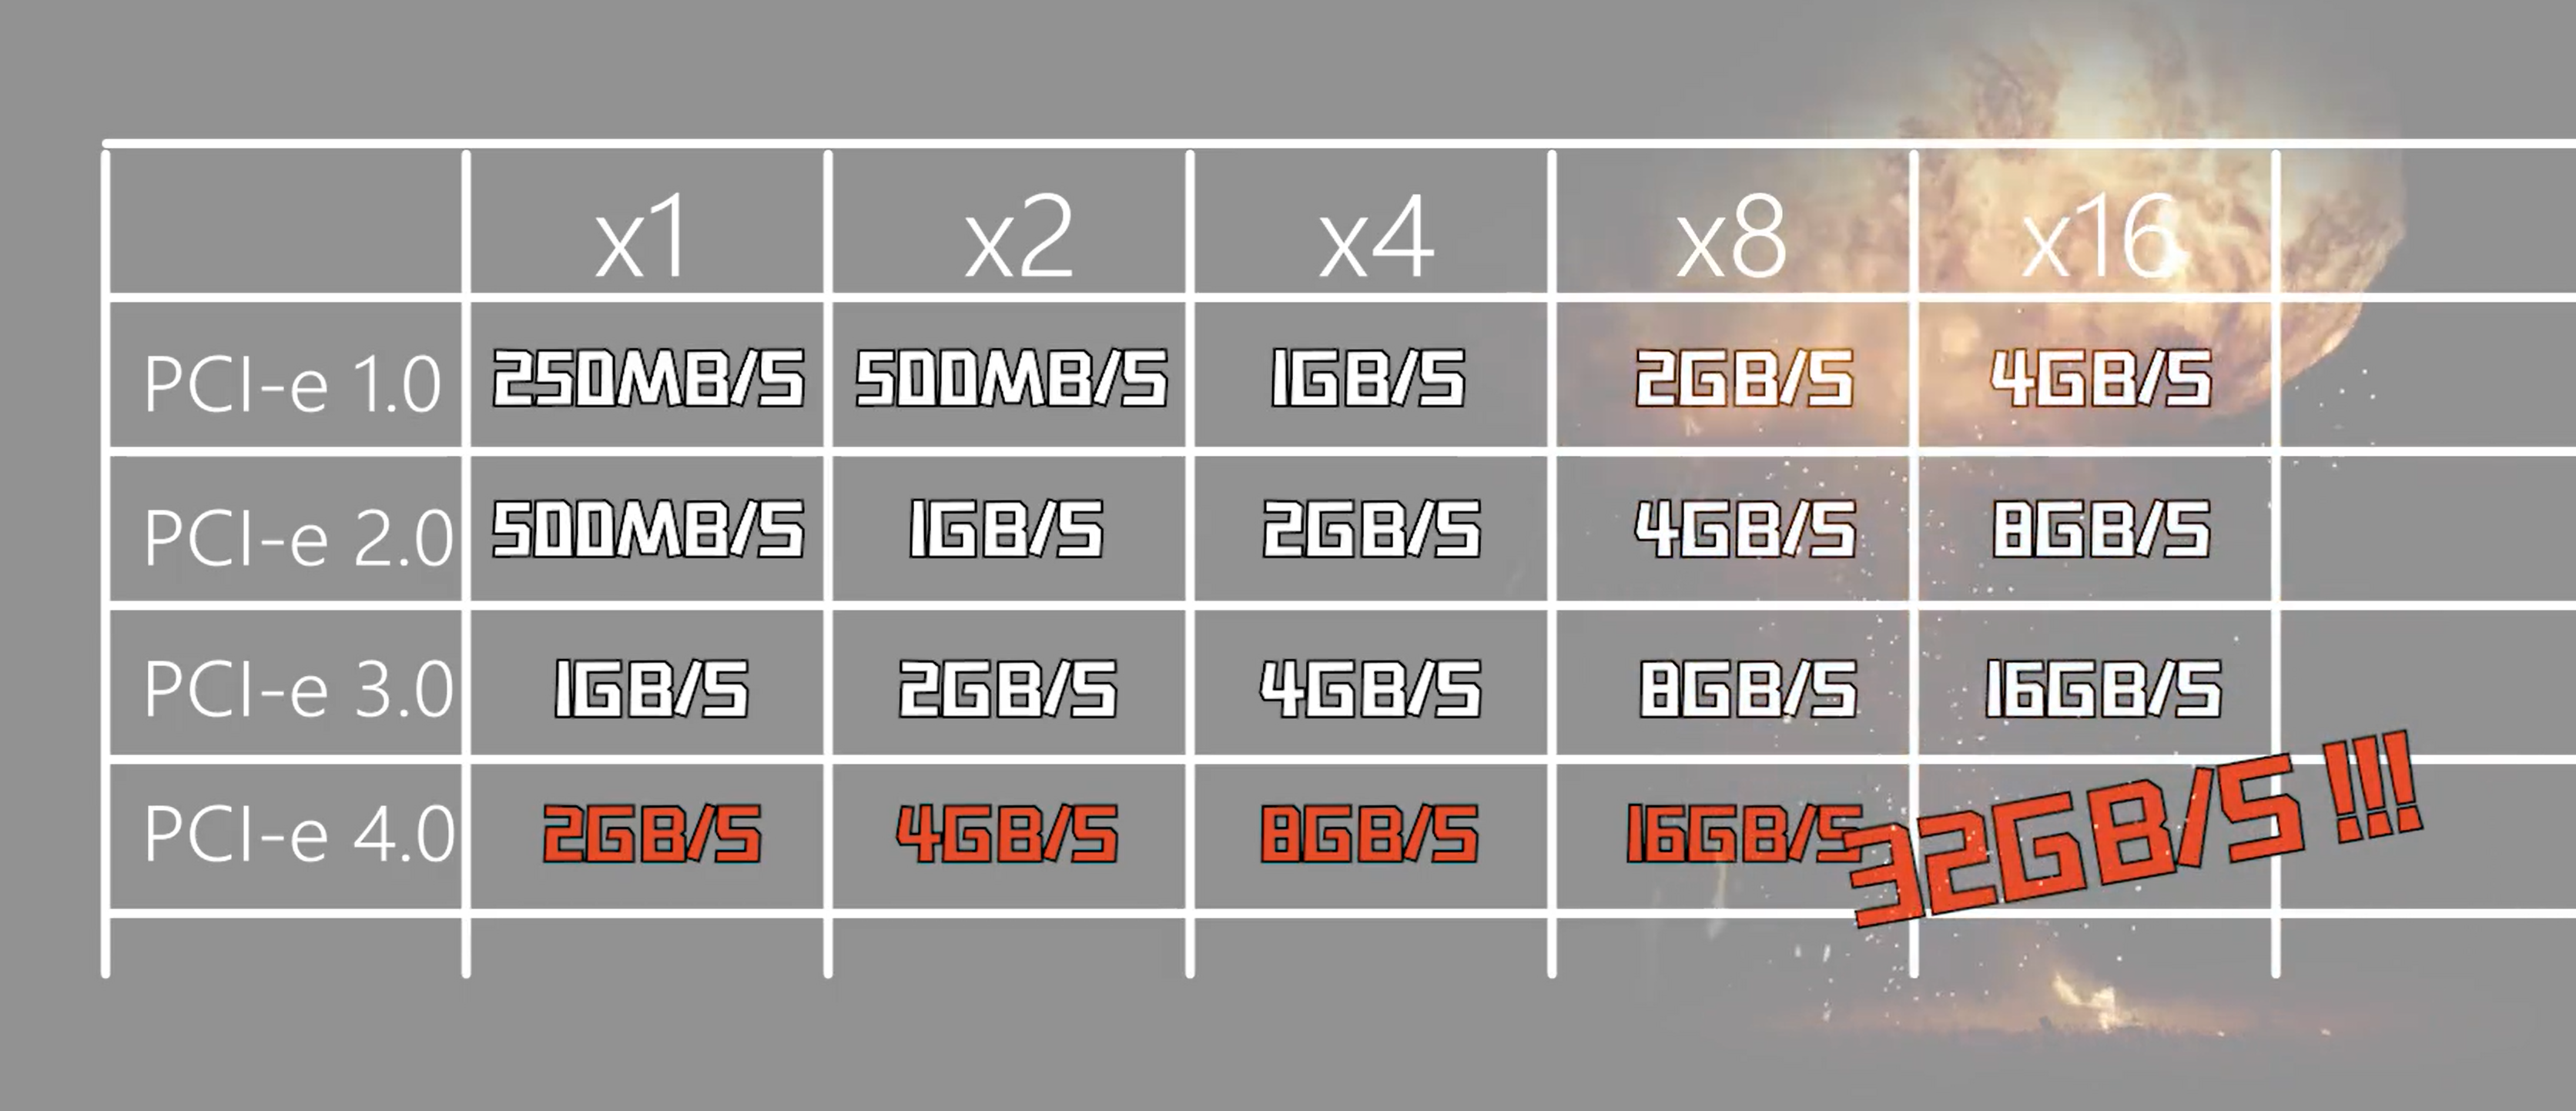 x1 x2 x4 x8 x16
PCI-e 1.0 250MB/S 500MB/S 1GB/S 2GB/S 4GB/S
PCI-e 2.0 500MB/S 1GB/S 2GB/S 4GB/S 8GB/S
PCI-e 3.0 1GB/S 2GB/S 4GB/S 8GB/S 16GB/S
PCI-e 4.0 2GB/S 4GB/S 8GB/S 16GB/S 32GB/S !!!